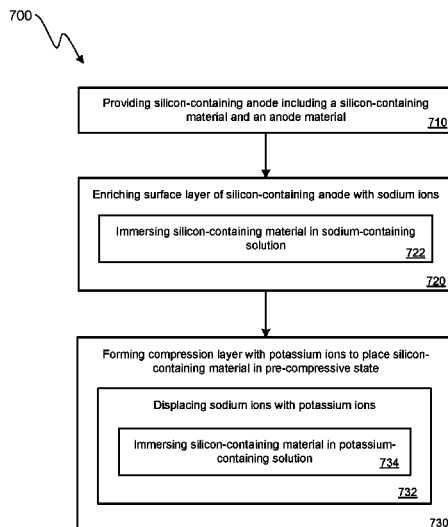 700
Providing silicon-containing anode including a silicon-containing
material and an anode material
710
Enriching surface layer of silicon-containing anode with sodium ions
Immersing silicon-containing material in sodium-containing
solution
722
720
Forming compression layer with potassium ions to place silicon-
containing material in pre-compressive state
Displacing sodium ions with potassium ions
Immersing silicon-containing material in potassium-
containing solution
734
732
730